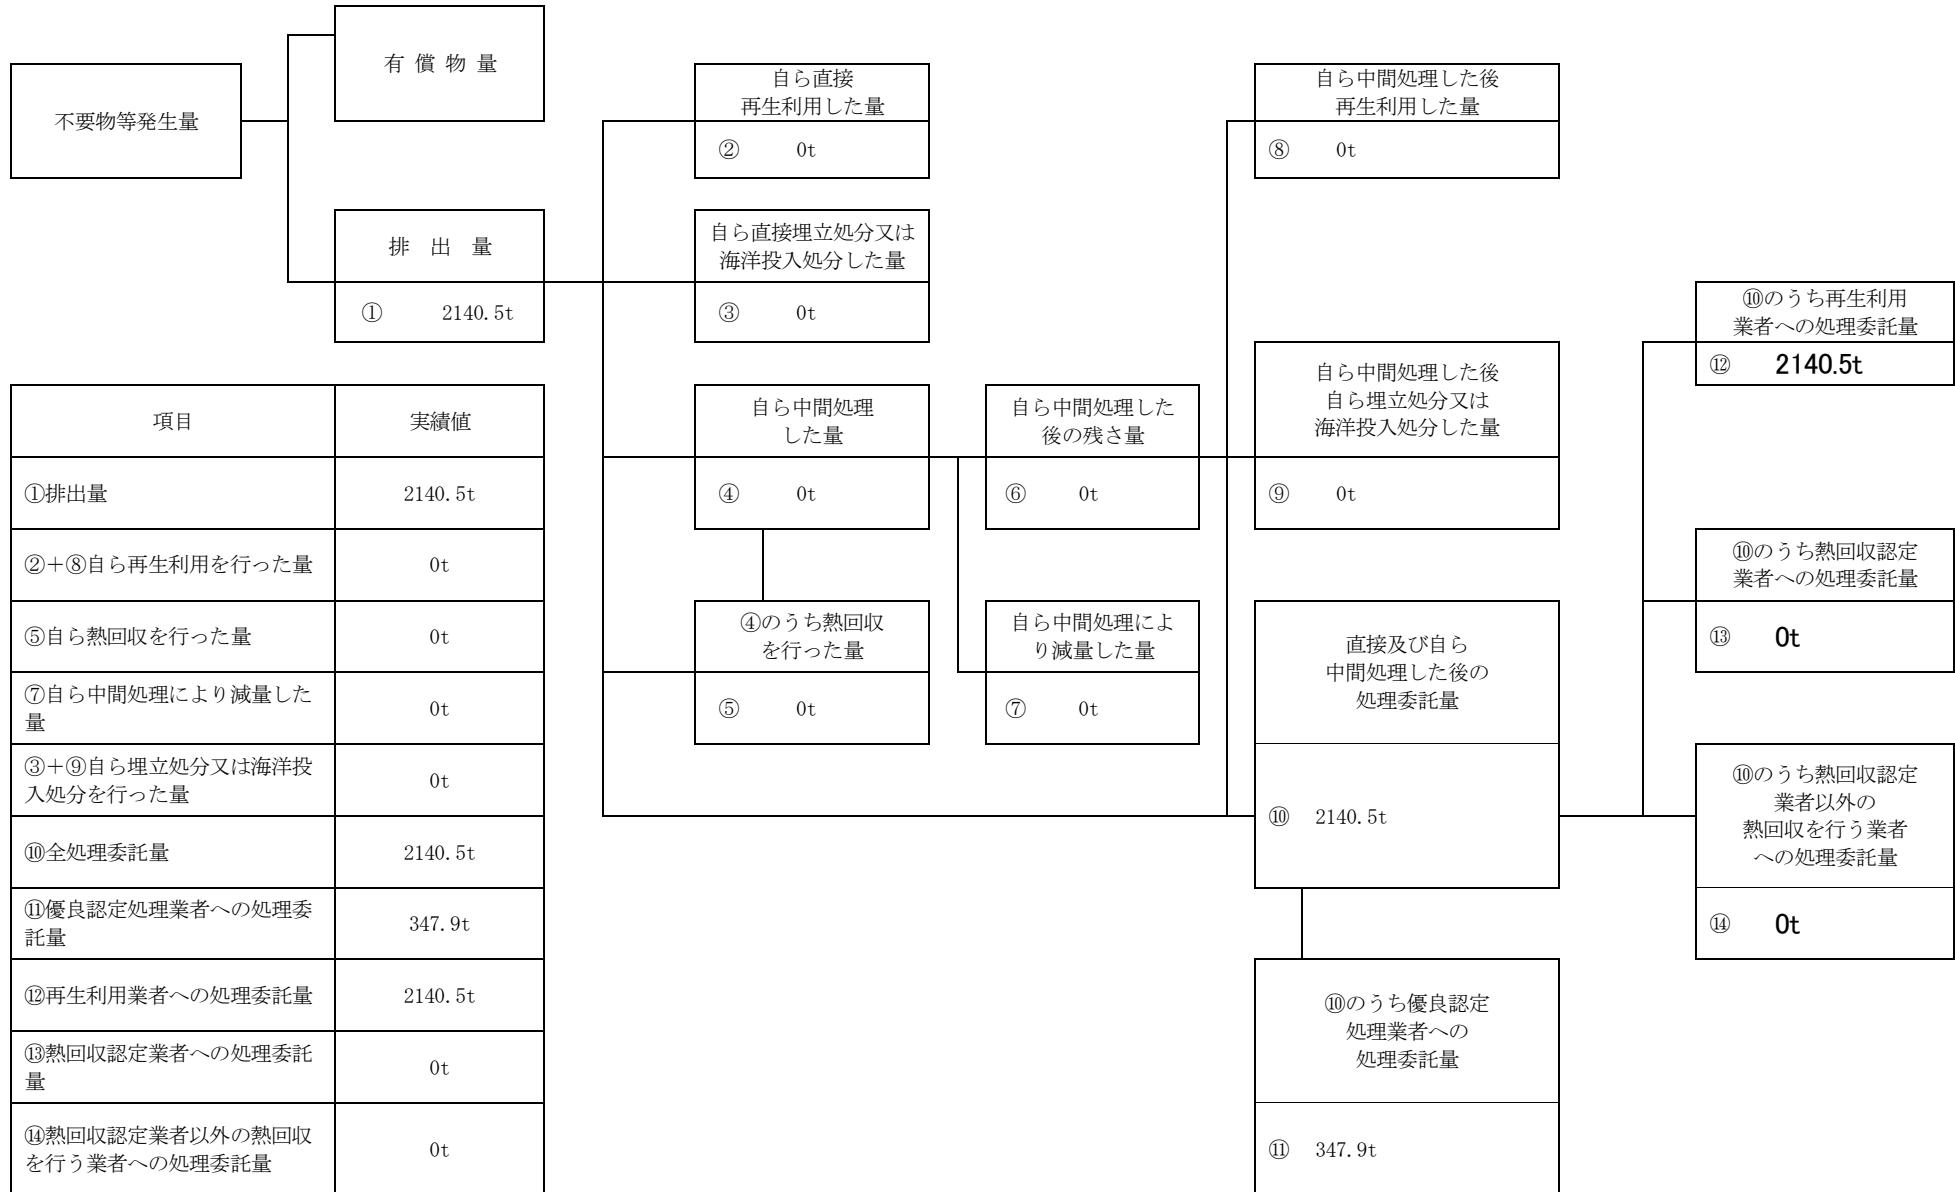 有 償 物 量
不要物等発生量
排 出 量
① 2140.5t
自ら直接
再生利用した量
② 0t
自ら直接埋立処分又は
海洋投入処分した量
③ 0t
自ら中間処理
した量
④ 0t
④のうち熱回収
を行った量
⑤ 0t
自ら中間処理した
後の残さ量
⑥ 0t
自ら中間処理によ
り減量した量
⑦ 0t
自ら中間処理した後
再生利用した量
⑧ 0t
自ら中間処理した後
自ら埋立処分又は
海洋投入処分した量
⑨ 0t
直接及び自ら
中間処理した後の
処理委託量
⑩ 2140.5t
⑩のうち優良認定
処理業者への
処理委託量
⑪ 347.9t
⑩のうち再生利用
業者への処理委託量
⑫ 2140.5t
⑩のうち熱回収認定
業者への処理委託量
⑬ 0t
⑩のうち熱回収認定
業者以外の
熱回収を行う業者
への処理委託量
⑭ 0t
項目 実績値
①排出量 2140.5t
②+⑧自ら再生利用を行った量 0t
⑤自ら熱回収を行った量 0t
⑦自ら中間処理により減量した
量 0t
③+⑨自ら埋立処分又は海洋投
入処分を行った量 0t
⑩全処理委託量 2140.5t
⑪優良認定処理業者への処理委
託量 347.9t
⑫再生利用業者への処理委託量 2140.5t
⑬熱回収認定業者への処理委託
量 0t
⑭熱回収認定業者以外の熱回収
を行う業者への処理委託量 0t